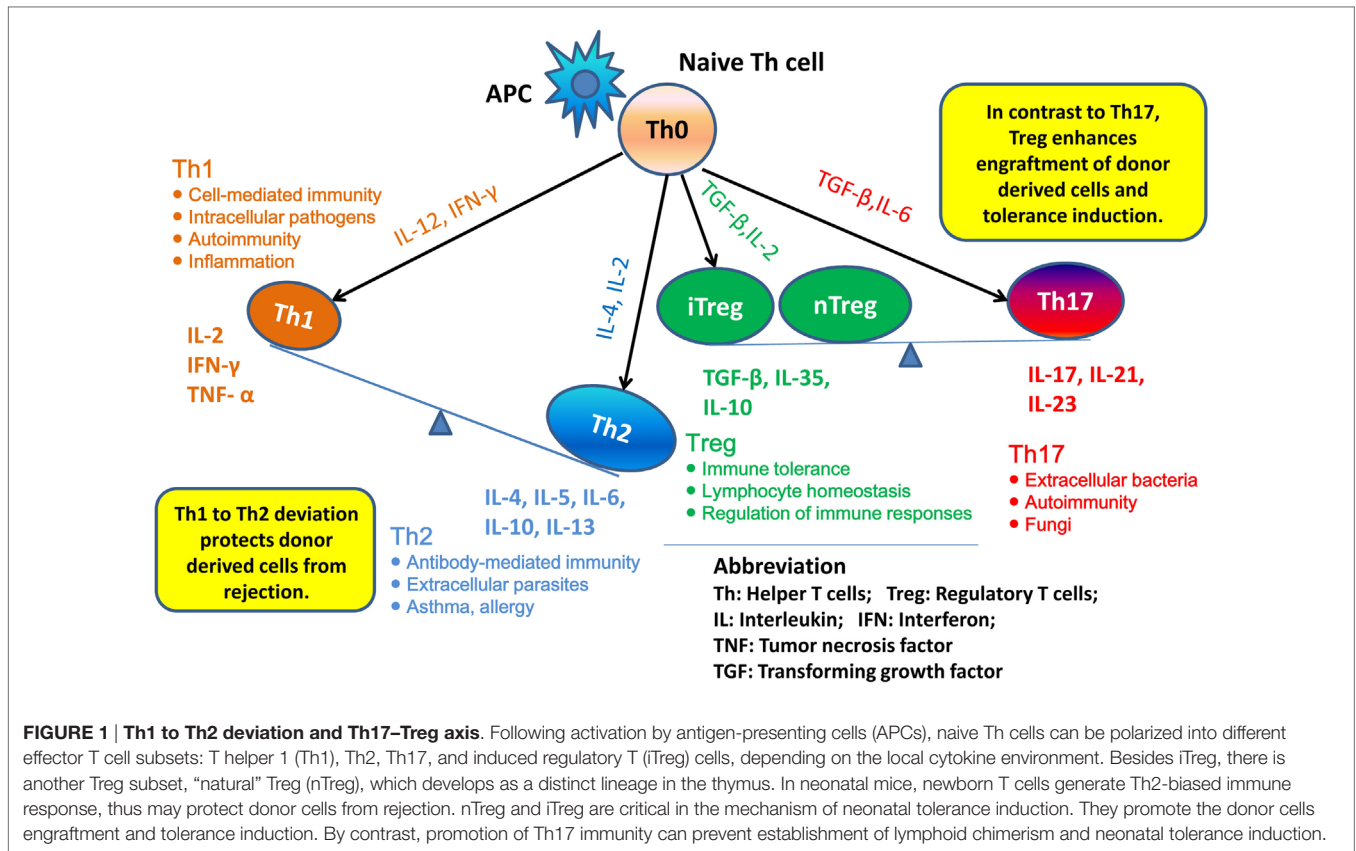 Naive Th cell
APC
Th0
In contrast to Th17,
Treg enhances
engraftment of donor
derived cells and
tolerance induction.
Th1
• Cell-mediated immunity
• Intracellular pathogens
• Autoimmunity
• Inflammation
IL-12, IFN-γ
IL-4, IL-2
TGF-β,IL-2
TGF-β,IL-6
Th1
iTreg
nTreg
Th17
IL-2
IFN-γ
TNF- α
Th2
TGF-β, IL-35,
IL-10
IL-17, IL-21,
IL-23
Treg
• Immune tolerance
• Lymphocyte homeostasis
• Regulation of immune responses
Th17
• Extracellular bacteria
• Autoimmunity
• Fungi
Th1 to Th2 deviation
protects donor
derived cells from
rejection.
IL-4, IL-5, IL-6,
IL-10, IL-13
Th2
• Antibody-mediated immunity
• Extracellular parasites
• Asthma, allergy
Abbreviation
Th: Helper T cells; Treg: Regulatory T cells;
IL: Interleukin; IFN: Interferon;
TNF: Tumor necrosis factor
TGF: Transforming growth factor
FIGURE 1 | Th1 to Th2 deviation and Th17–Treg axis. Following activation by antigen-presenting cells (APCs), naive Th cells can be polarized into different
effector T cell subsets: T helper 1 (Th1), Th2, Th17, and induced regulatory T (iTreg) cells, depending on the local cytokine environment. Besides iTreg, there is
another Treg subset, “natural” Treg (nTreg), which develops as a distinct lineage in the thymus. In neonatal mice, newborn T cells generate Th2-biased immune
response, thus may protect donor cells from rejection. nTreg and iTreg are critical in the mechanism of neonatal tolerance induction. They promote the donor cells
engraftment and tolerance induction. By contrast, promotion of Th17 immunity can prevent establishment of lymphoid chimerism and neonatal tolerance induction.